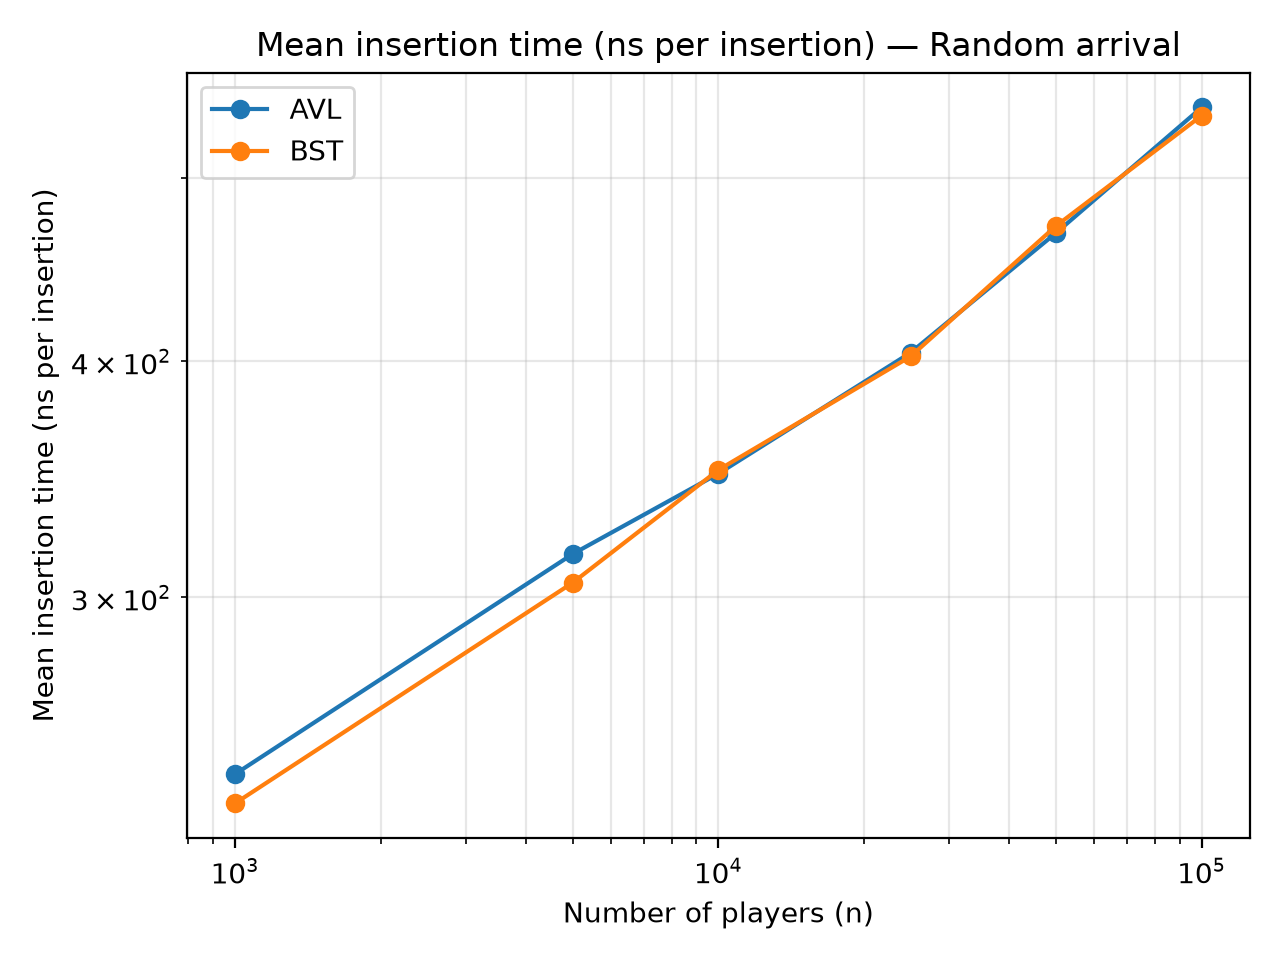 Mean insertion time (ns per insertion) — Random arrival
AVL
BST
Mean insertion time (ns per insertion)
4 × 10²
3 × 10²
10³
10⁴
10⁵
Number of players (n)